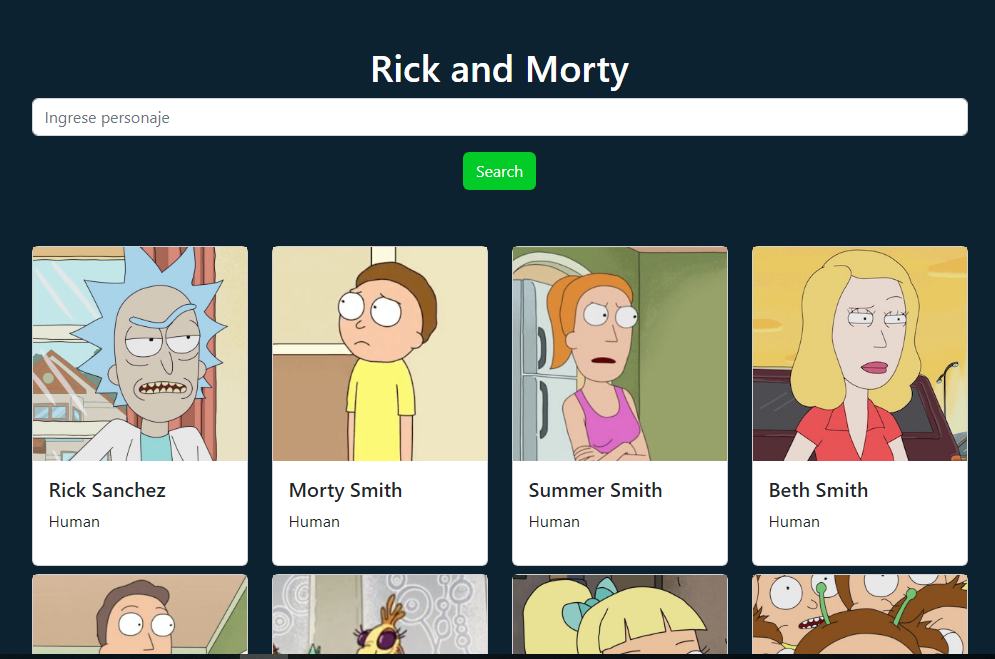 Rick and Morty
Ingrese personaje
Search
Rick Sanchez
Human
Morty Smith
Human
Summer Smith
Human
Beth Smith
Human